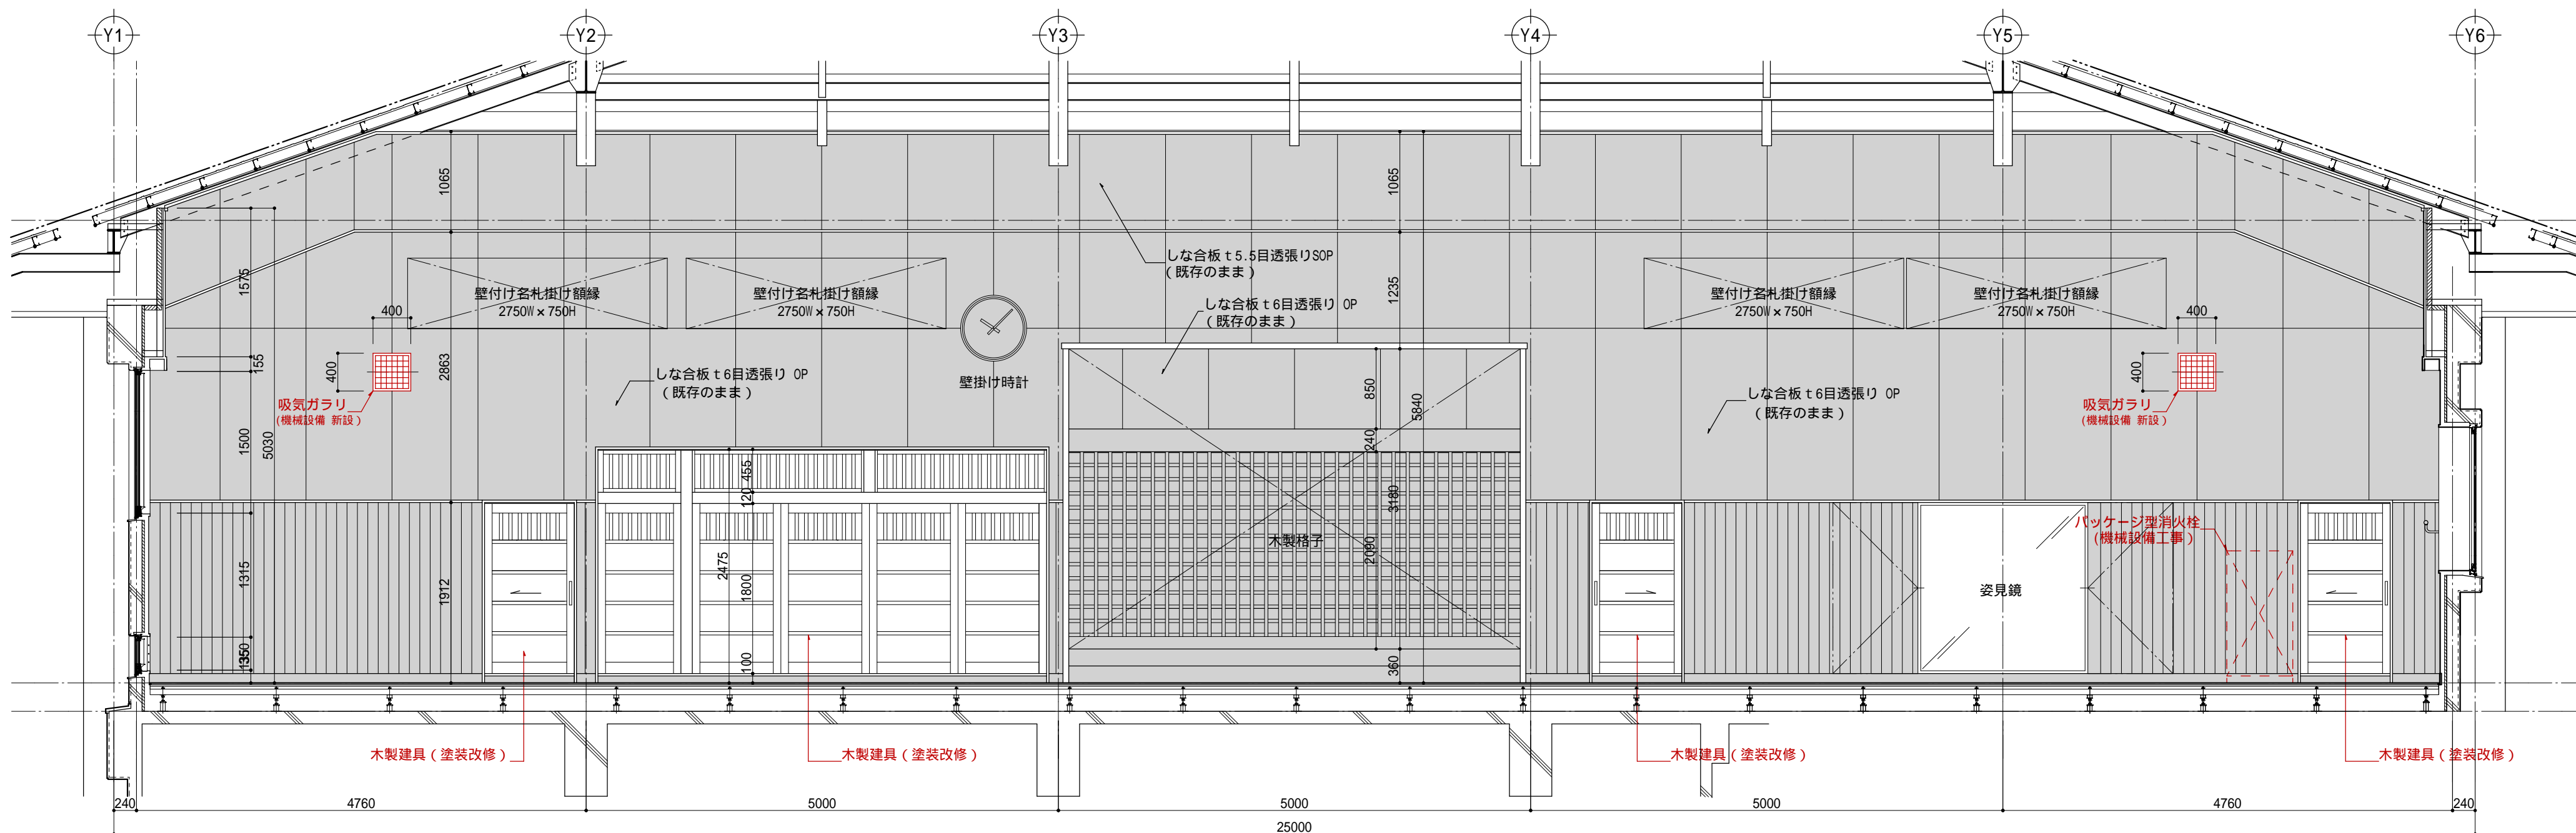 Y1
Y2
Y3
Y4
Y5
Y6
1065
1065
しな合板 t5.5目透張りSOP
(既存のまま)
1575
1235
壁付け名札掛け額縁
2750W×750H
壁付け名札掛け額縁
2750W×750H
壁付け名札掛け額縁
2750W×750H
壁付け名札掛け額縁
2750W×750H
しな合板 t6目透張り OP
(既存のまま)
400
400
155
400
2863
400
しな合板 t6目透張り OP
(既存のまま)
壁掛け時計
850
5840
しな合板 t6目透張り OP
(既存のまま)
吸気ガラリ
(機械設備 新設)
吸気ガラリ
(機械設備 新設)
1500
5030
240
455
120
3180
パッケージ型消火栓
(機械設備工事)
木製格子
1315
1912
2475
1800
2090
姿見鏡
350
135
100
360
木製建具(塗装改修)
木製建具(塗装改修)
木製建具(塗装改修)
木製建具(塗装改修)
240
4760
5000
5000
5000
4760
240
25000